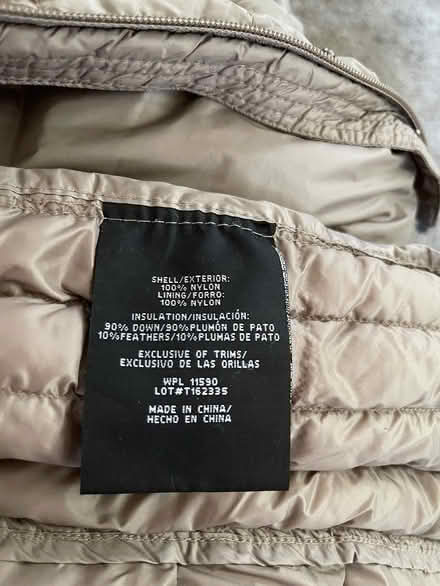 SHELL/EXTERIOR:
100% NYLON
LINING/FORRO:
100% NYLON
INSULATION/INSULACIÓN:
90% DOWN/90%PLUMÓN DE PATO
10%FEATHERS/10%PLUMAS DE PATO
EXCLUSIVE OF TRIMS/
EXCLUSIVO DE LAS ORILLAS
WPL 11590
LOT#T162335
MADE IN CHINA/
HECHO EN CHINA